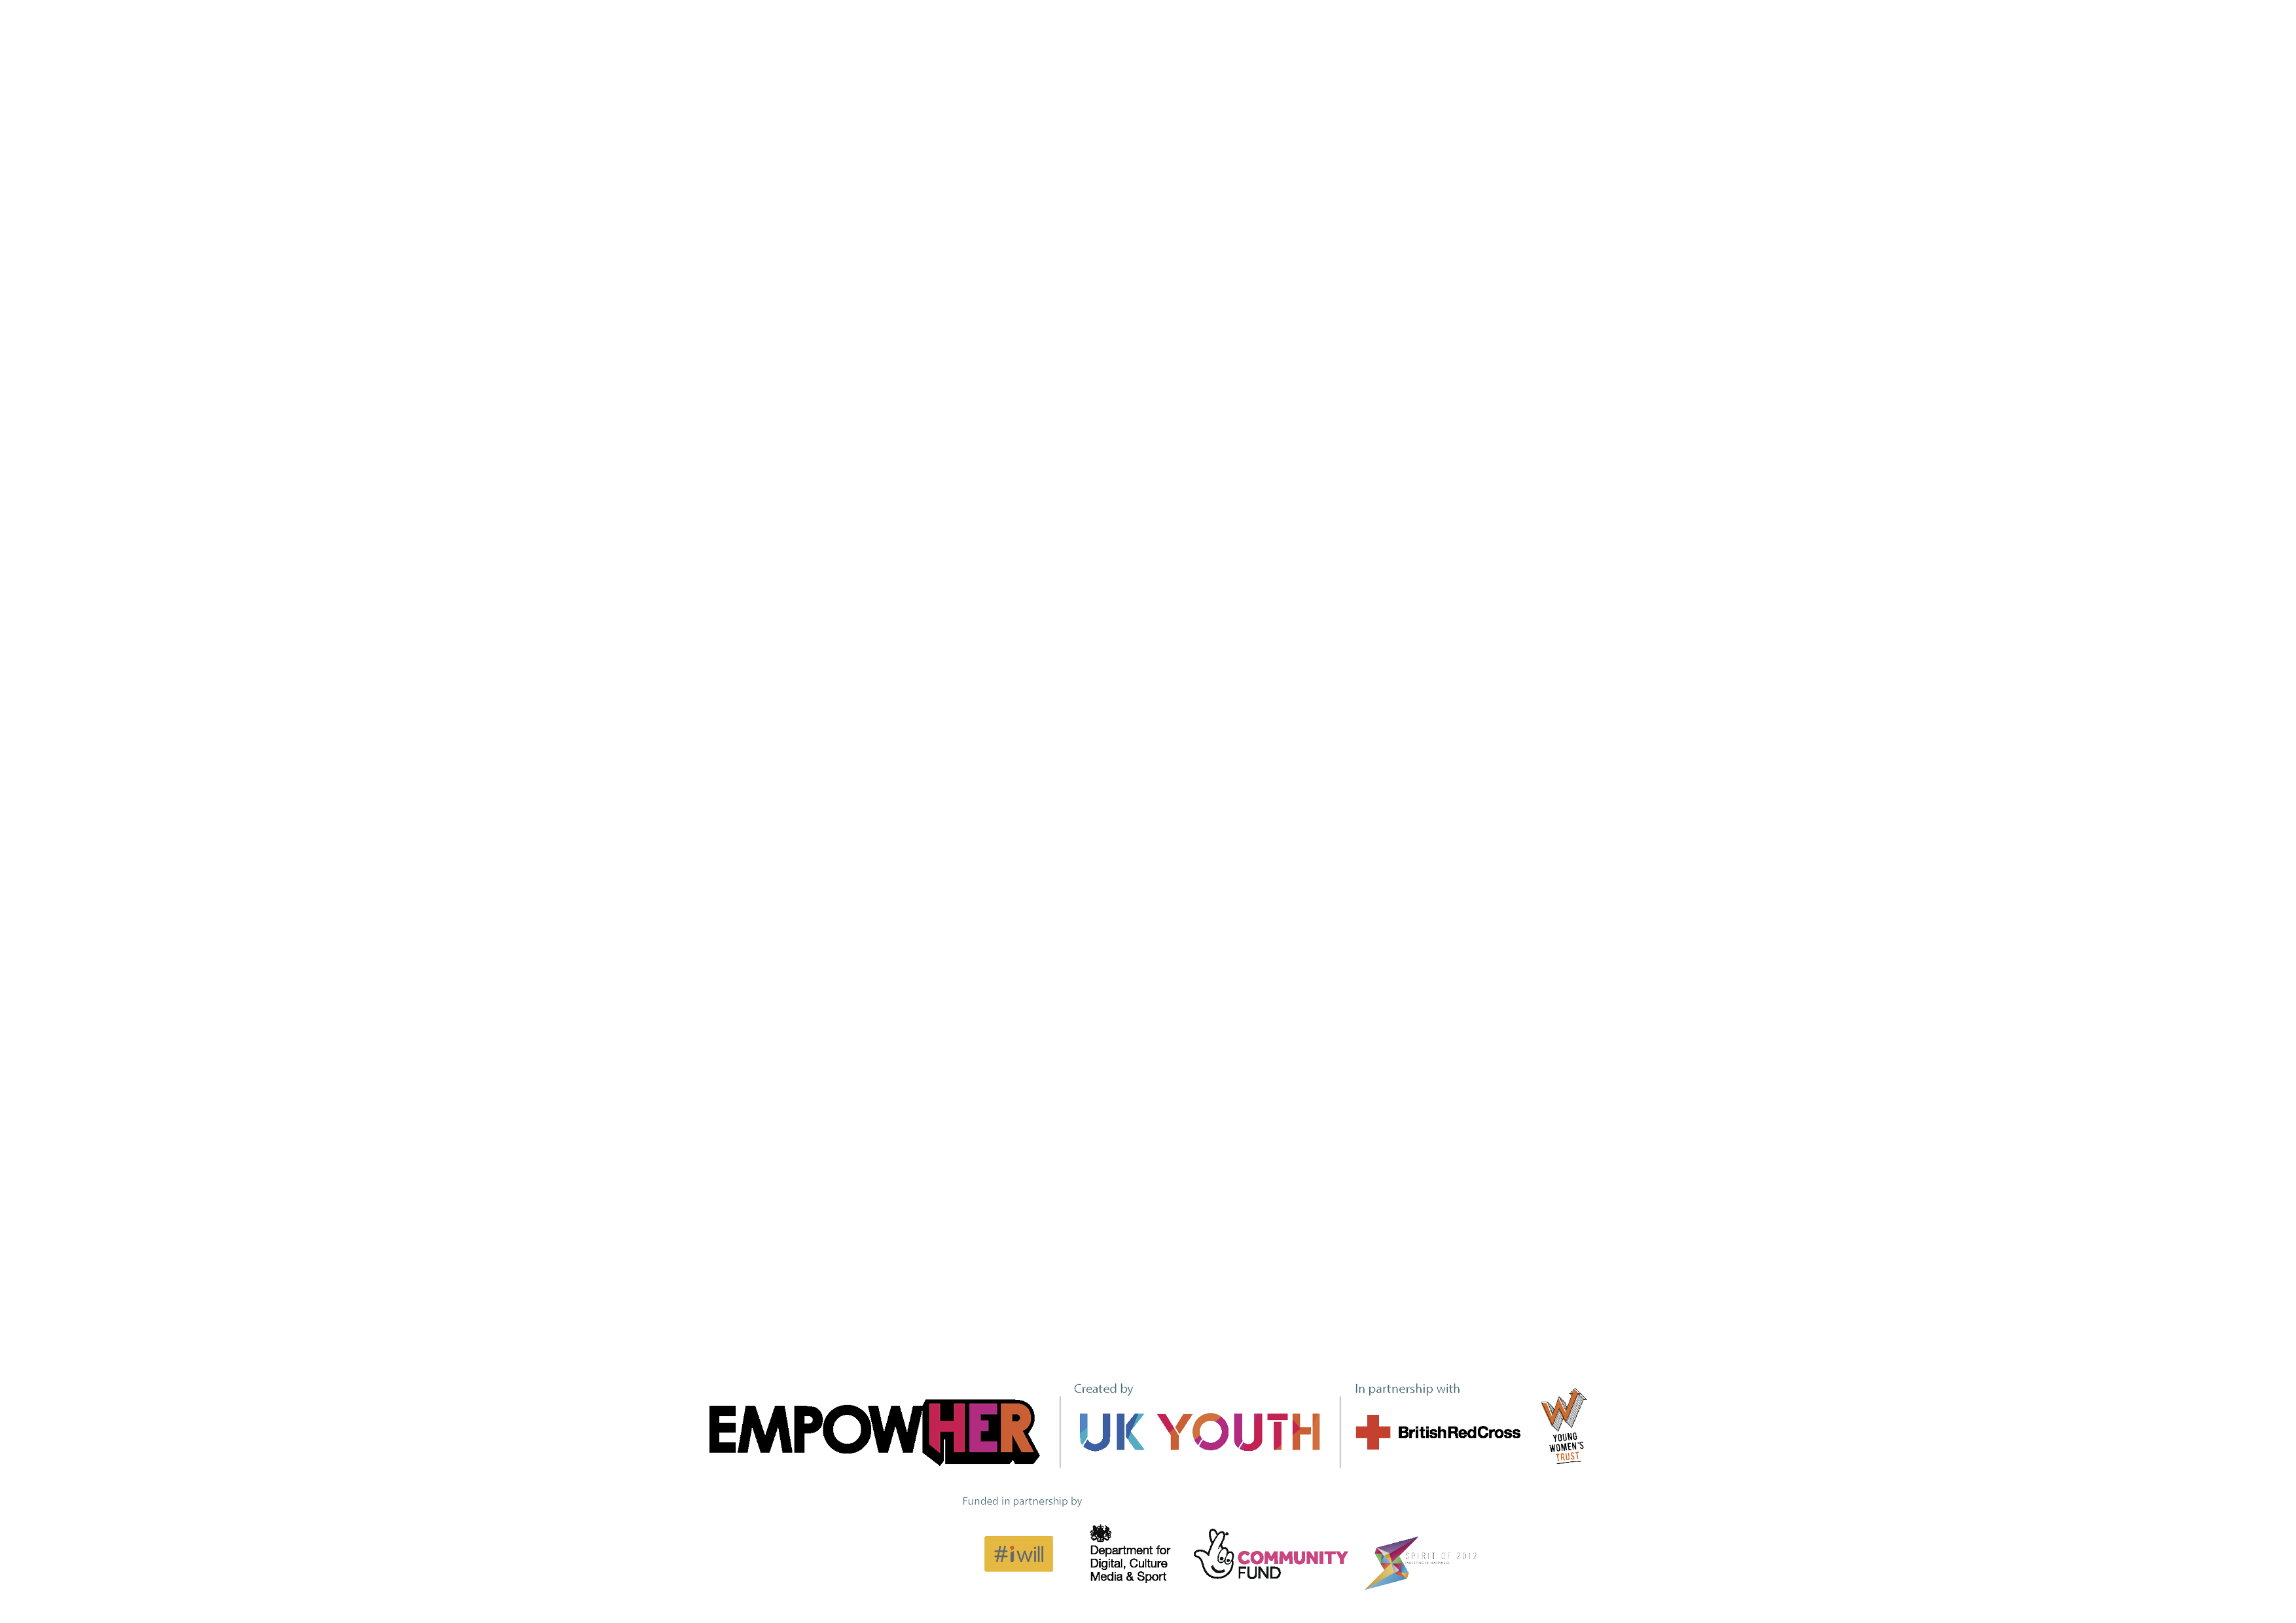 Created by
In partnership with
EMPOWHER
UK YOUTH
BritishRedCross
YOUNG
WOMEN'S
TRUST
Funded in partnership by
#iwill
Department for
Digital, Culture
Media & Sport
COMMUNITY
FUND
SPIRIT OF 2012